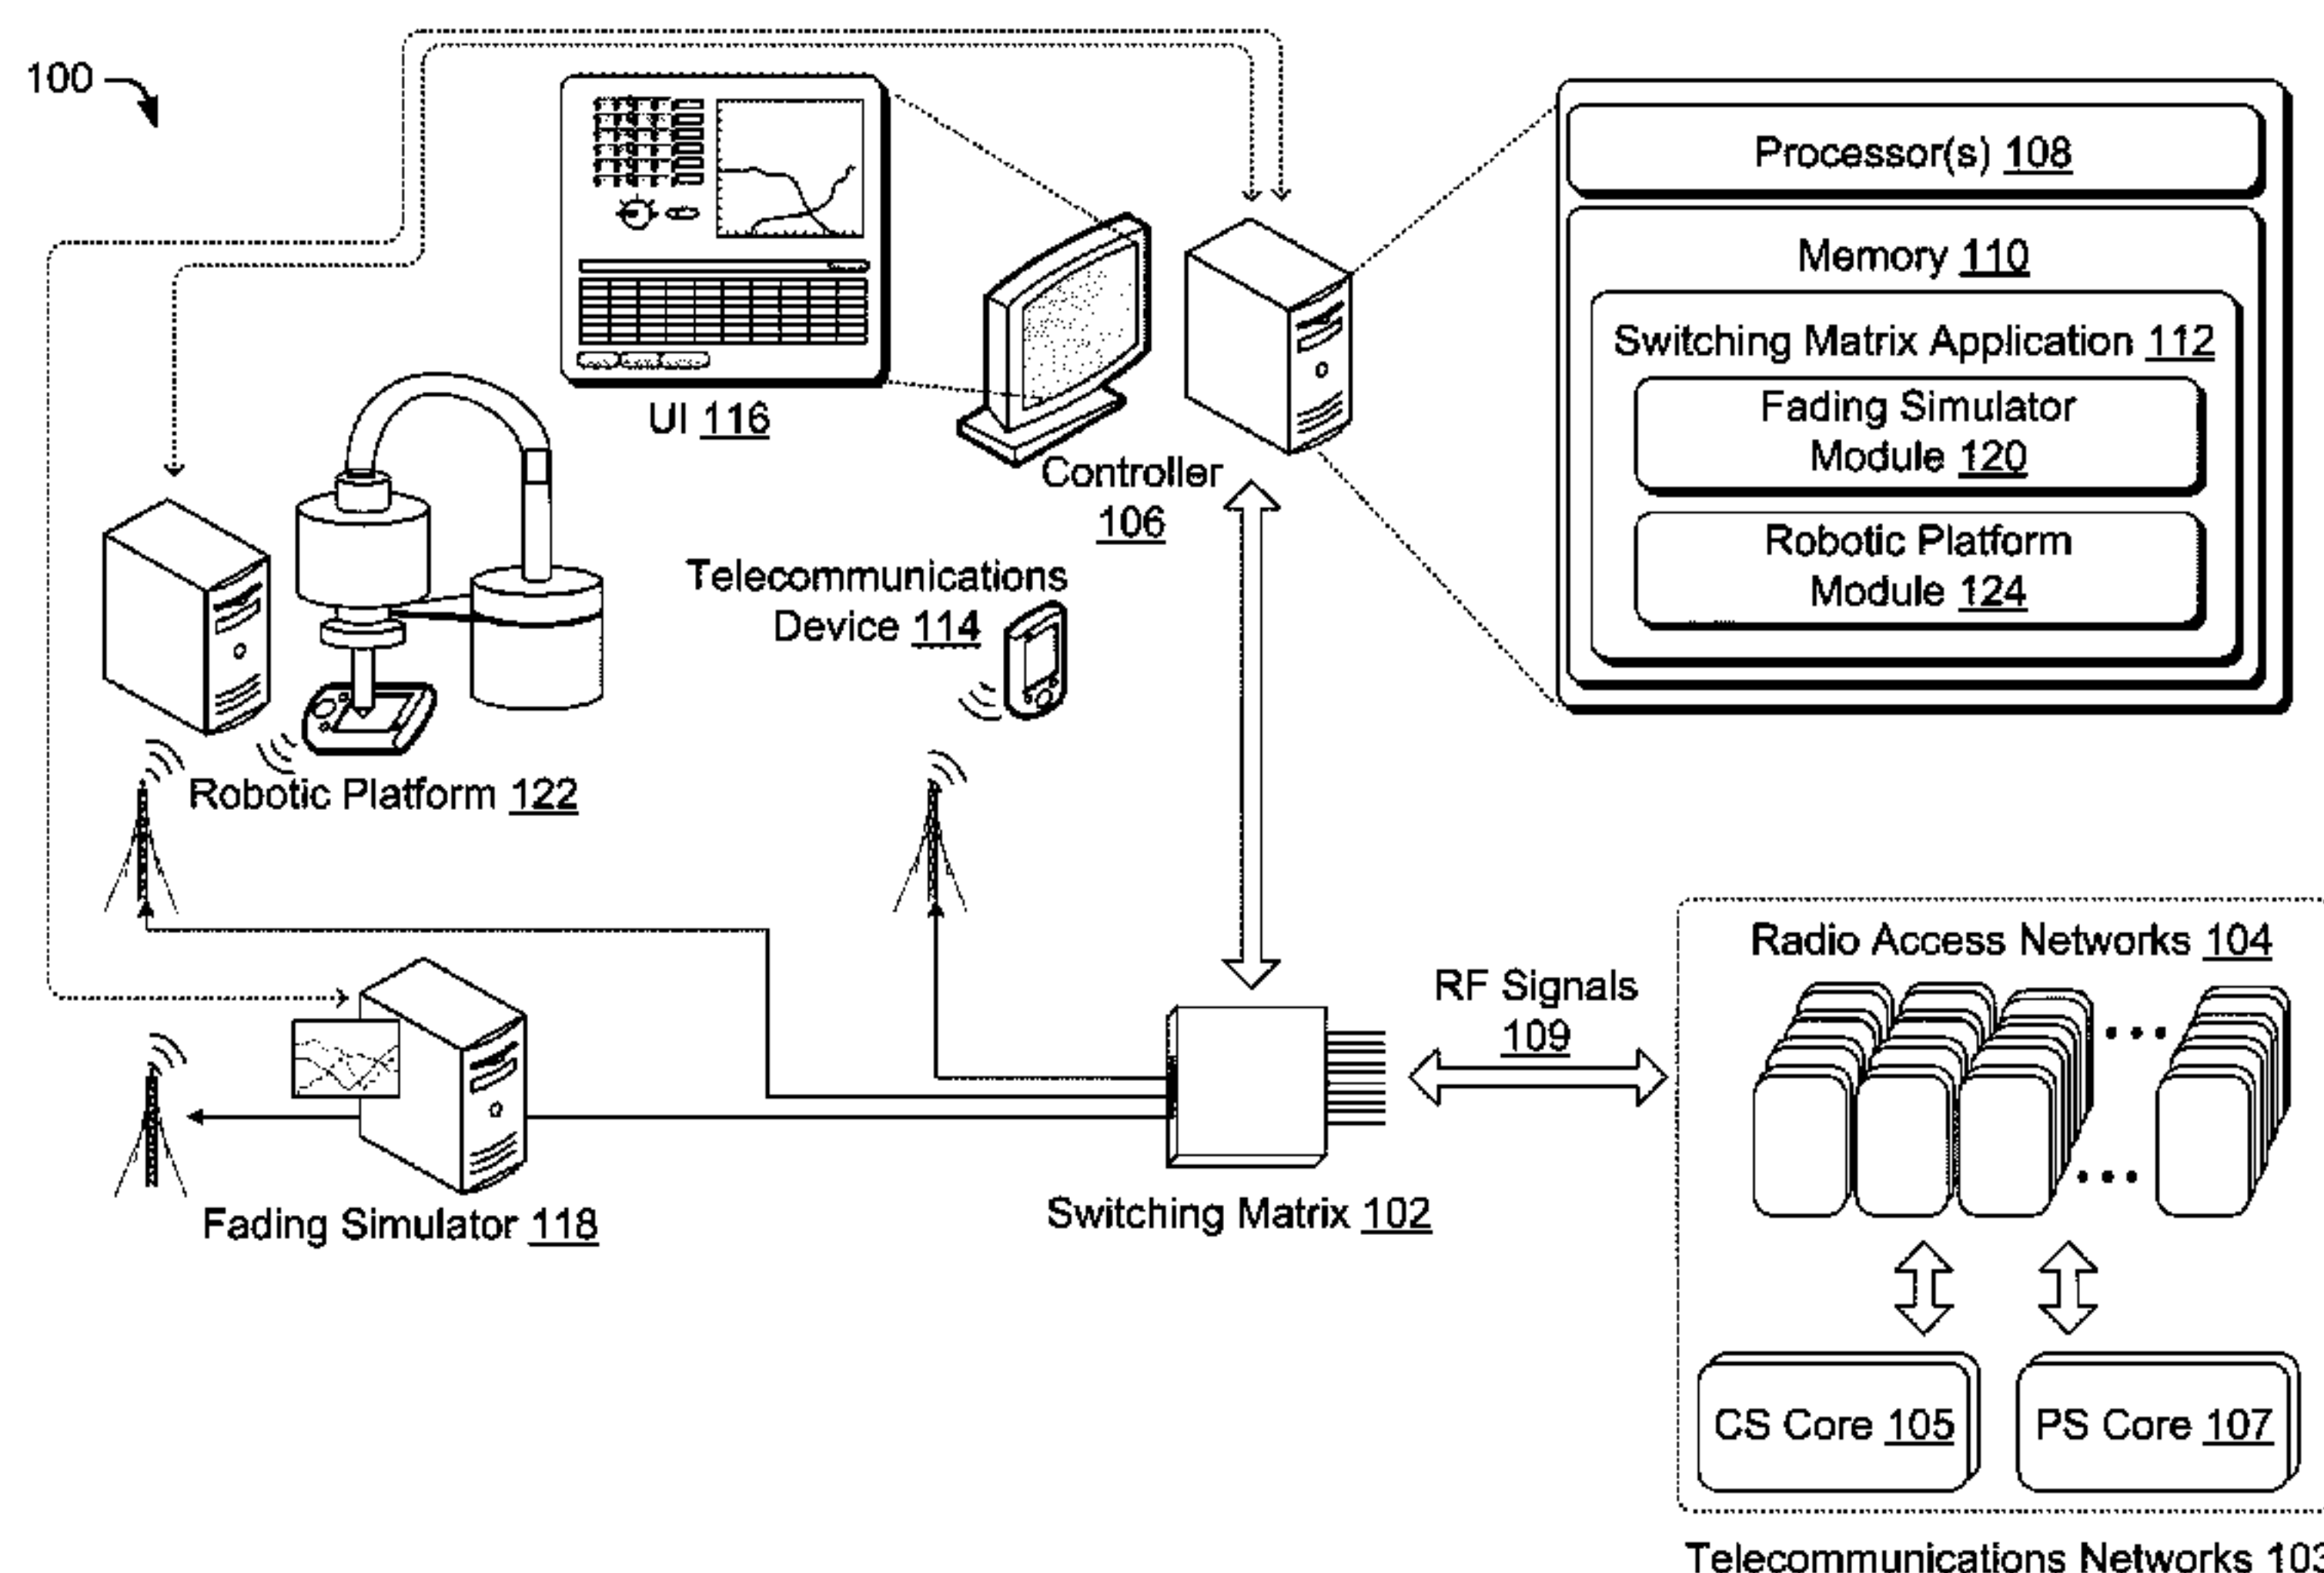 100
Processor(s) 108
Memory 110
Switching Matrix Application 112
Fading Simulator
Module 120
Robotic Platform
Module 124
UI 116
Controller
106
Telecommunications
Device 114
Robotic Platform 122
Radio Access Networks 104
RF Signals
109
Switching Matrix 102
Fading Simulator 118
CS Core 105
PS Core 107
Telecommunications Networks 103